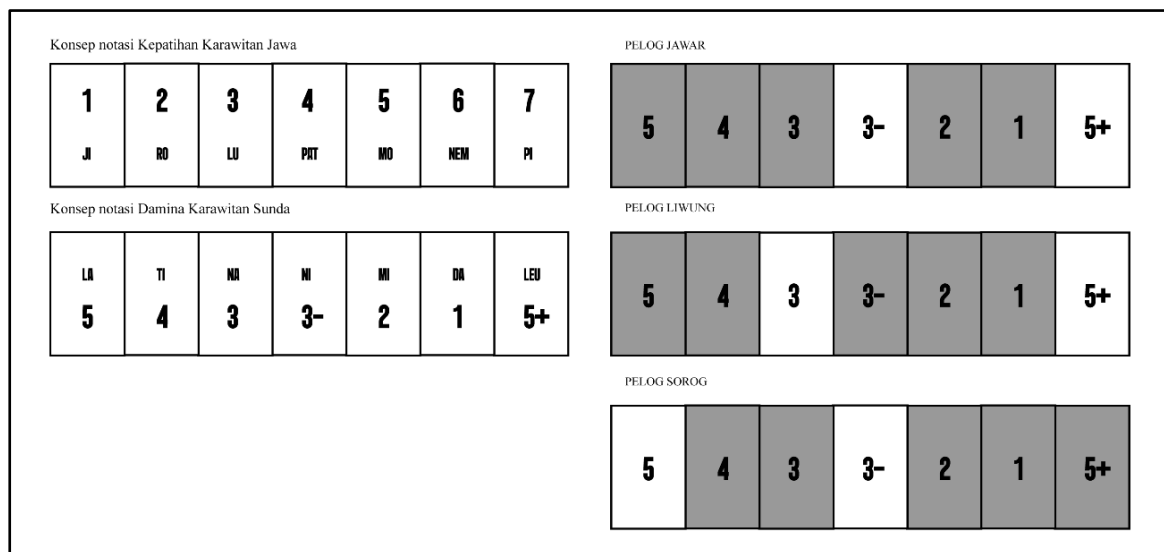 Konsep notasi Kepatihan Karawitan Jawa
1 2 3 4 5 6 7
JI RO LU PAT MO NEM PI
Konsep notasi Damina Karawitan Sunda
LA TI NA NI MI DA LEU
5 4 3 3- 2 1 5+
PELOG JAWAR
5 4 3 3- 2 1 5+
PELOG LIWUNG
5 4 3 3- 2 1 5+
PELOG SOROG
5 4 3 3- 2 1 5+